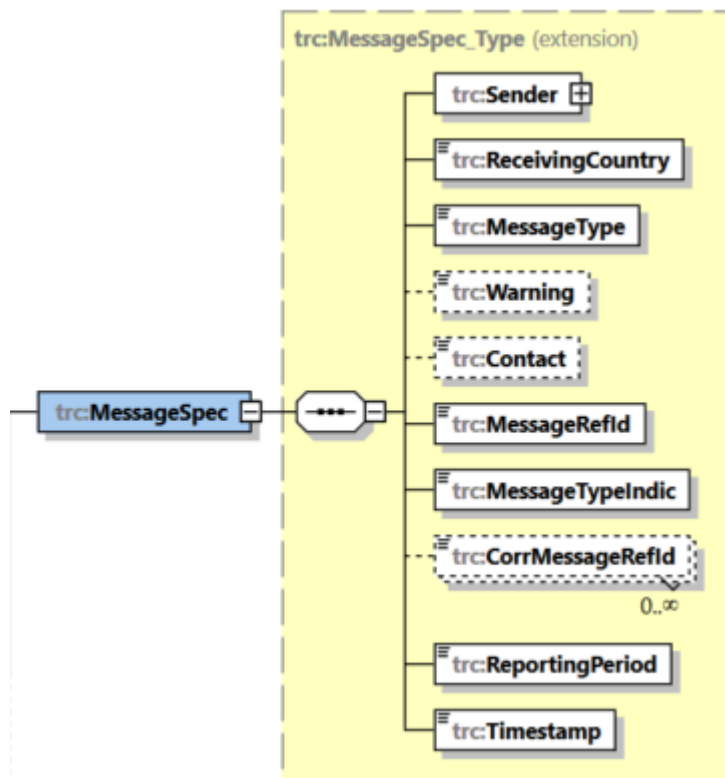 trc:MessageSpec_Type (extension)
trc:Sender
trc:ReceivingCountry
trc:MessageType
trc:Warning
trc:Contact
trc:MessageSpec
trc:MessageRefId
trc:MessageTypeIndic
trc:CorrMessageRefId
0..∞
trc:ReportingPeriod
trc:Timestamp